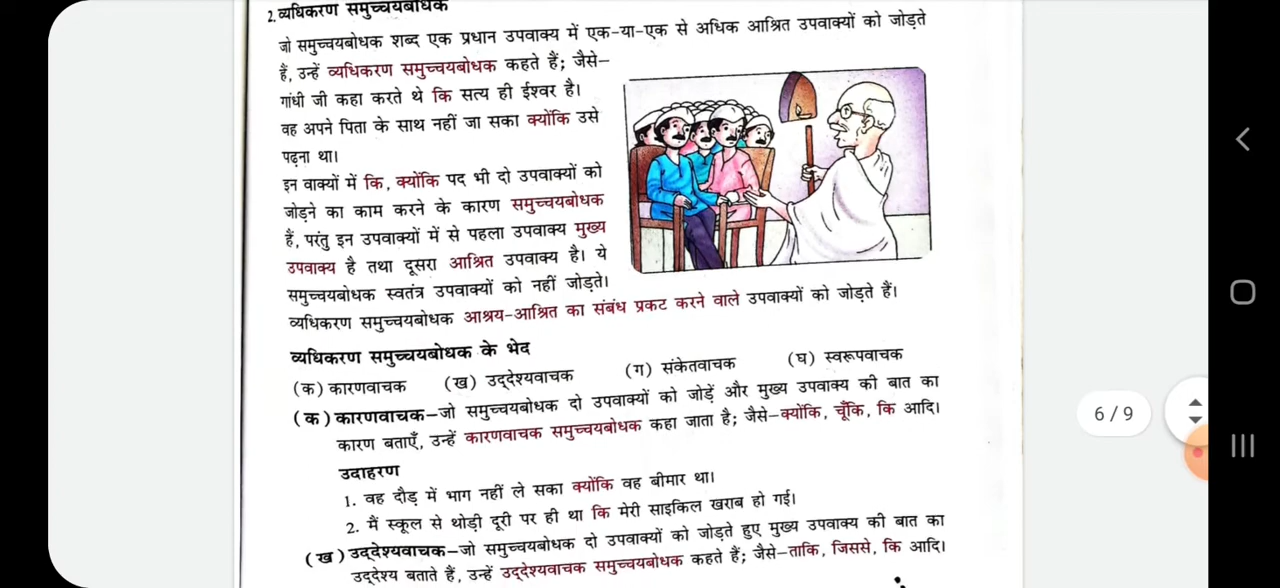 2. व्यधिकरण समुच्चयबोधक
जो समुच्चयबोधक शब्द एक प्रधान उपवाक्य में एक-या-एक से अधिक आश्रित उपवाक्यों को जोड़ते
हैं, उन्हें व्यधिकरण समुच्चयबोधक कहते हैं; जैसे–
गांधी जी कहा करते थे कि सत्य ही ईश्वर है।
वह अपने पिता के साथ नहीं जा सका क्योंकि उसे
पढ़ना था।
इन वाक्यों में कि, क्योंकि पद भी दो उपवाक्यों को
जोड़ने का काम करने के कारण समुच्चयबोधक
हैं, परंतु इन उपवाक्यों में से पहला उपवाक्य मुख्य
उपवाक्य है तथा दूसरा आश्रित उपवाक्य है। ये
समुच्चयबोधक स्वतंत्र उपवाक्यों को नहीं जोड़ते।
व्यधिकरण समुच्चयबोधक आश्रय-आश्रित का संबंध प्रकट करने वाले उपवाक्यों को जोड़ते हैं।
व्यधिकरण समुच्चयबोधक के भेद
(क) कारणवाचक (ख) उद्देश्यवाचक (ग) संकेतवाचक (घ) स्वरूपवाचक
(क) कारणवाचक–जो समुच्चयबोधक दो उपवाक्यों को जोड़ें और मुख्य उपवाक्य की बात का
कारण बताएँ, उन्हें कारणवाचक समुच्चयबोधक कहा जाता है; जैसे–क्योंकि, चूँकि, कि आदि।
उदाहरण
1. वह दौड़ में भाग नहीं ले सका क्योंकि वह बीमार था।
2. मैं स्कूल से थोड़ी दूरी पर ही था कि मेरी साइकिल खराब हो गई।
(ख) उद्देश्यवाचक–जो समुच्चयबोधक दो उपवाक्यों को जोड़ते हुए मुख्य उपवाक्य की बात का
उद्देश्य बताते हैं, उन्हें उद्देश्यवाचक समुच्चयबोधक कहते हैं; जैसे–ताकि, जिससे, कि आदि।
6 / 9